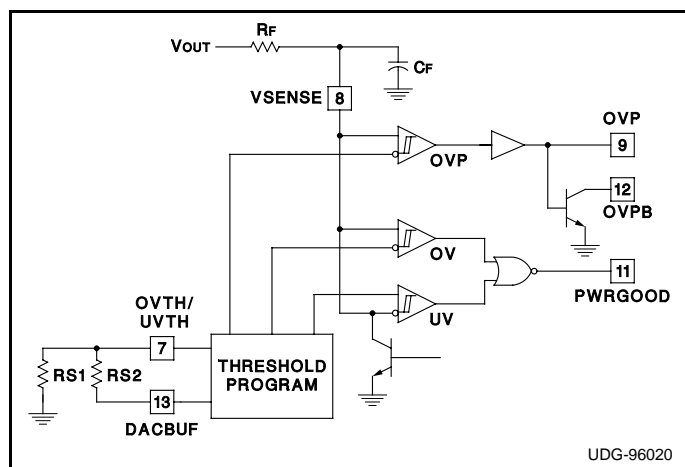 RF
VOUT
CF
VSENSE
8
OVP
OVP
9
12
OVPB
OV
11
PWRGOOD
OVTH/
UVTH
UV
7
THRESHOLD
PROGRAM
RS1
RS2
13
DACBUF
UDG-96020